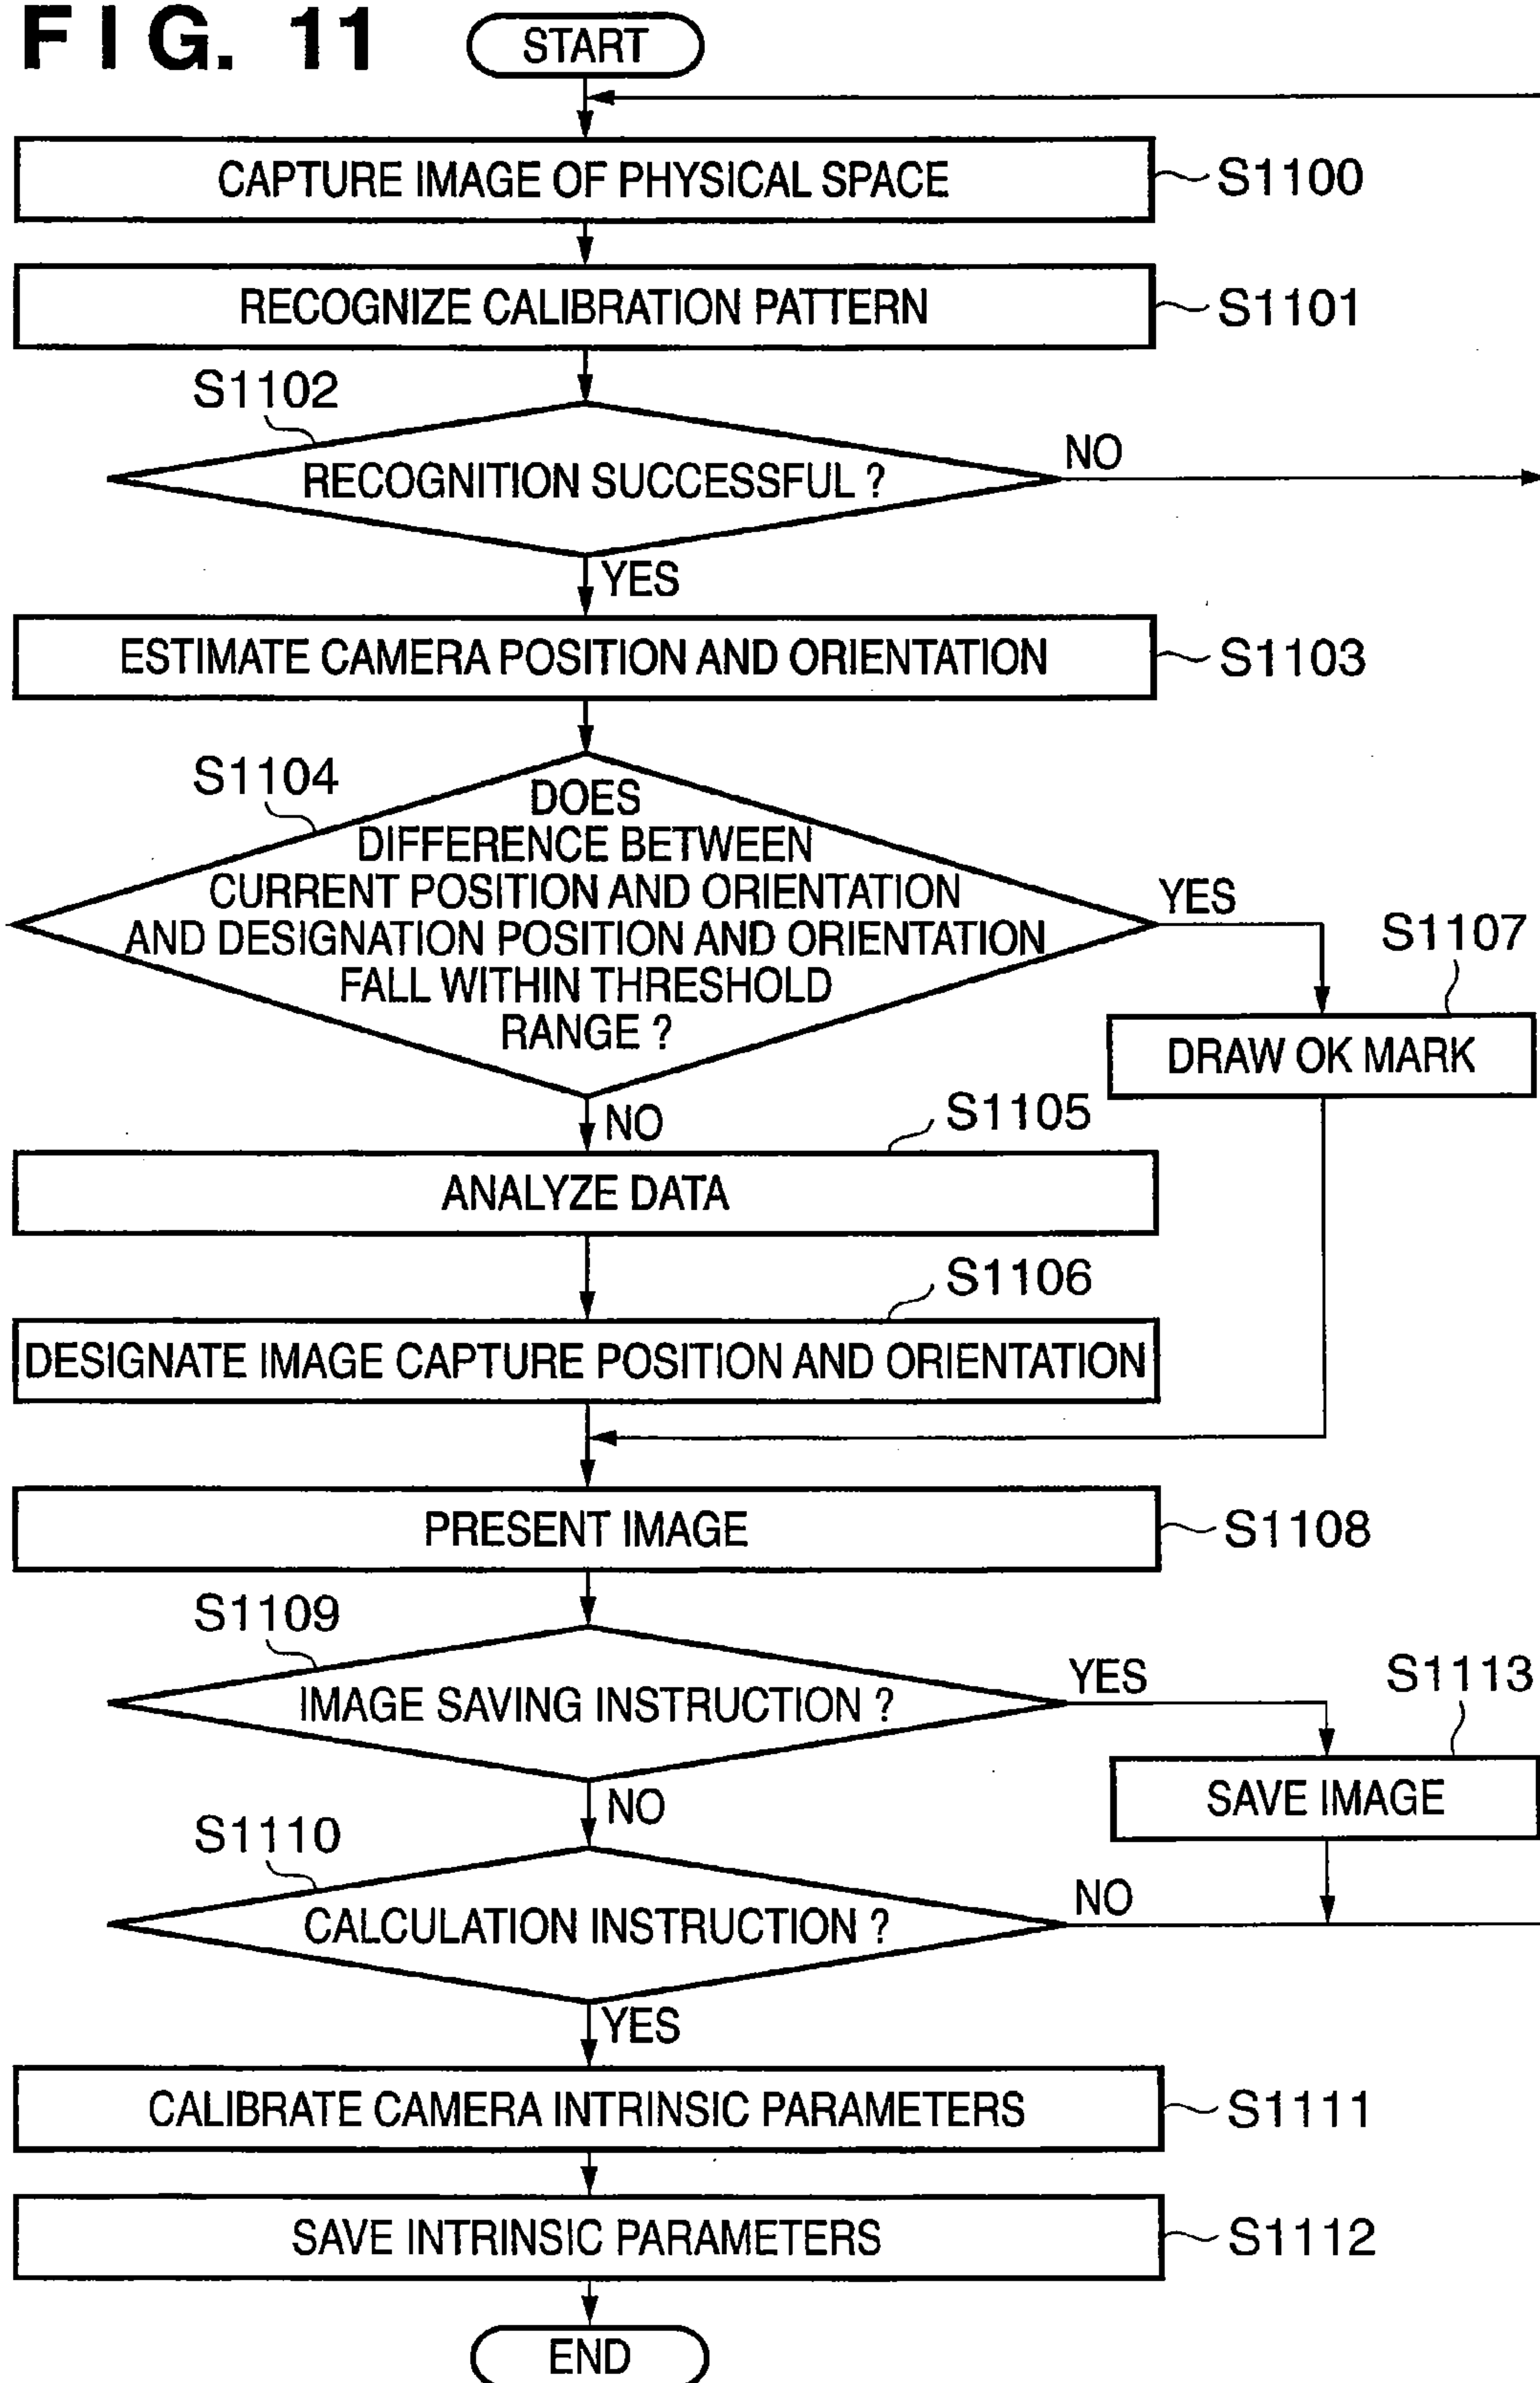 FIG. 11
START
CAPTURE IMAGE OF PHYSICAL SPACE
S1100
RECOGNIZE CALIBRATION PATTERN
S1101
S1102
RECOGNITION SUCCESSFUL ?
NO
YES
ESTIMATE CAMERA POSITION AND ORIENTATION
S1103
S1104
DOES
DIFFERENCE BETWEEN
CURRENT POSITION AND ORIENTATION
AND DESIGNATION POSITION AND ORIENTATION
FALL WITHIN THRESHOLD
RANGE ?
YES
S1107
DRAW OK MARK
NO
S1105
ANALYZE DATA
S1106
DESIGNATE IMAGE CAPTURE POSITION AND ORIENTATION
PRESENT IMAGE
S1108
S1109
IMAGE SAVING INSTRUCTION ?
YES
S1113
SAVE IMAGE
NO
S1110
CALCULATION INSTRUCTION ?
NO
YES
CALIBRATE CAMERA INTRINSIC PARAMETERS
S1111
SAVE INTRINSIC PARAMETERS
S1112
END